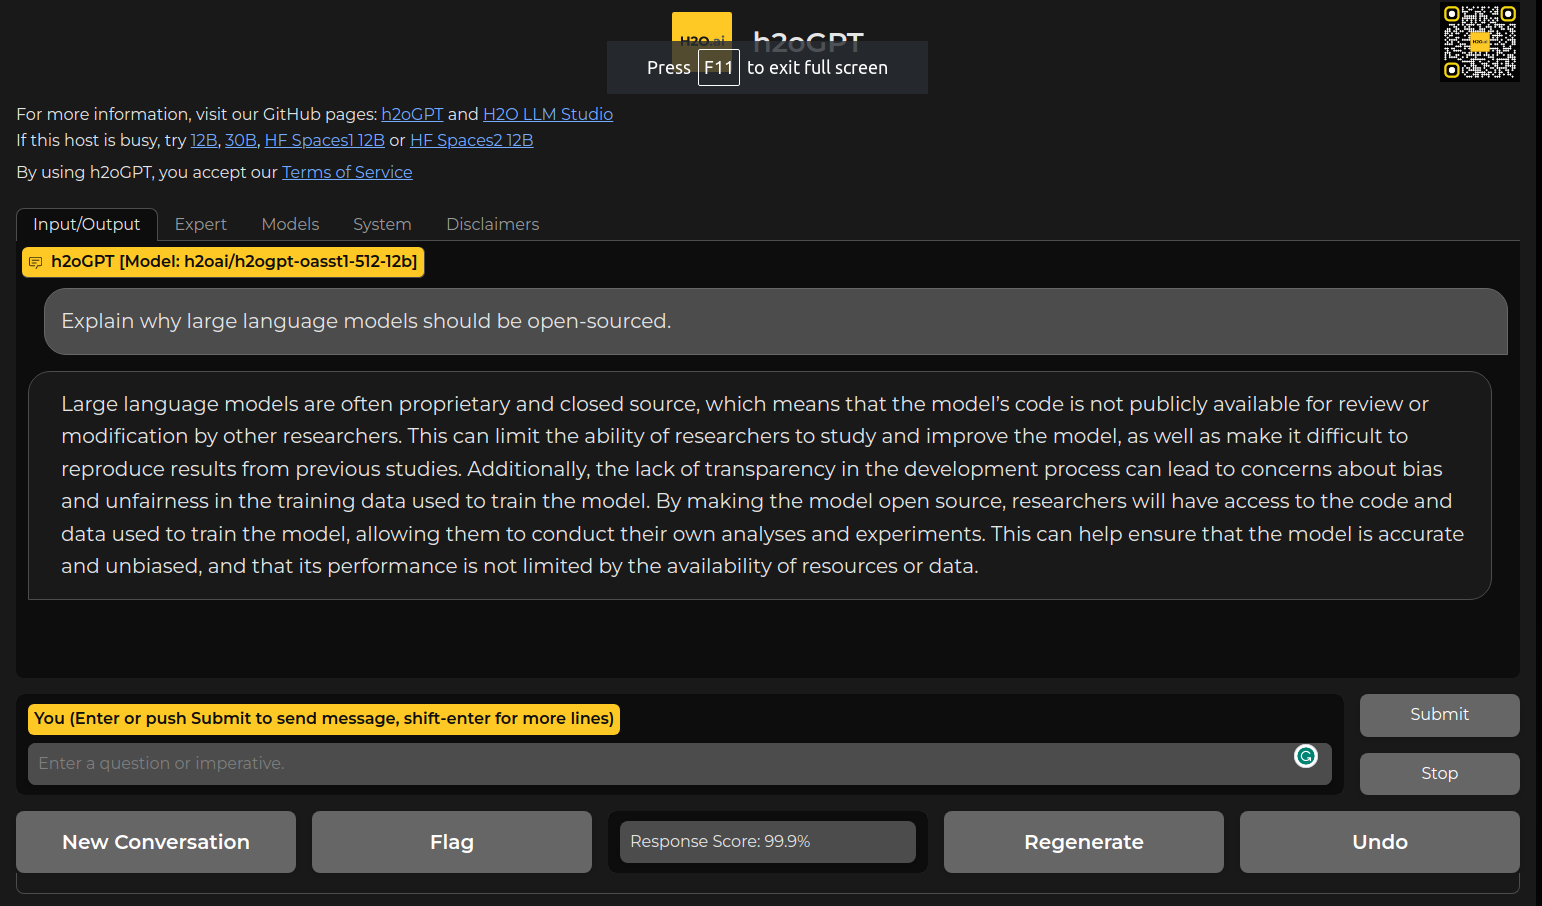 H2O.ai
h2oGPT
Press F11 to exit full screen
For more information, visit our GitHub pages: h2oGPT and H2O LLM Studio
If this host is busy, try 12B, 30B, HF Spaces1 12B or HF Spaces2 12B
By using h2oGPT, you accept our Terms of Service
Input/Output Expert Models System Disclaimers
h2oGPT [Model: h2oai/h2ogpt-oasst1-512-12b]
Explain why large language models should be open-sourced.
Large language models are often proprietary and closed source, which means that the model’s code is not publicly available for review or
modification by other researchers. This can limit the ability of researchers to study and improve the model, as well as make it difficult to
reproduce results from previous studies. Additionally, the lack of transparency in the development process can lead to concerns about bias
and unfairness in the training data used to train the model. By making the model open source, researchers will have access to the code and
data used to train the model, allowing them to conduct their own analyses and experiments. This can help ensure that the model is accurate
and unbiased, and that its performance is not limited by the availability of resources or data.
You (Enter or push Submit to send message, shift-enter for more lines)
Enter a question or imperative.
Submit
Stop
New Conversation Flag Response Score: 99.9% Regenerate Undo